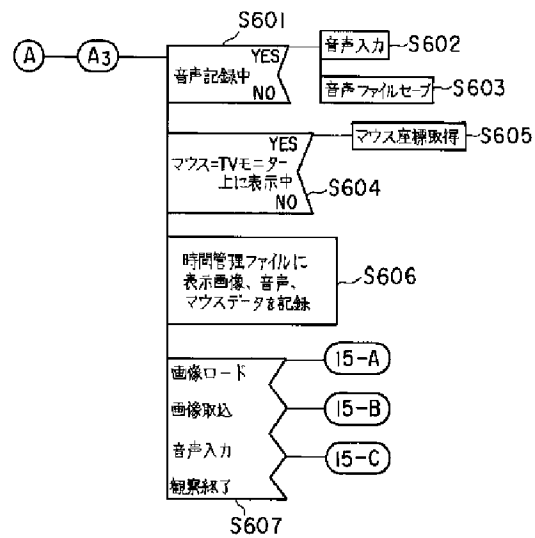 S601
A
A3
YES
音声記録中
NO
音声入力
S602
音声ファイルセーブ
S603
YES
マウス=TVモニター
上に表示中
NO
S604
マウス座標取得
S605
時間管理ファイルに
表示画像、音声、
マウスデータを記録
S606
画像ロード
15-A
画像取込
15-B
音声入力
15-C
観察終了
S607